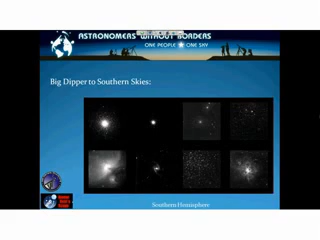 ASTRONOMERS WITHOUT BORDERS
ONE PEOPLE ★ ONE SKY
Big Dipper to Southern Skies:
Southern Hemisphere